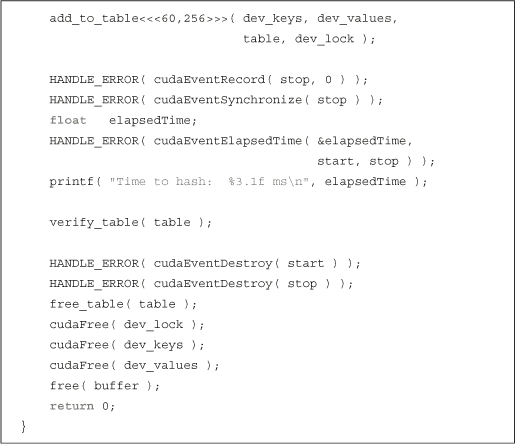 add_to_table<<<60,256>>>( dev_keys, dev_values,
table, dev_lock );
HANDLE_ERROR( cudaEventRecord( stop, 0 ) );
HANDLE_ERROR( cudaEventSynchronize( stop ) );
float   elapsedTime;
HANDLE_ERROR( cudaEventElapsedTime( &elapsedTime,
start, stop ) );
printf( "Time to hash:  %3.1f ms\n", elapsedTime );
verify_table( table );
HANDLE_ERROR( cudaEventDestroy( start ) );
HANDLE_ERROR( cudaEventDestroy( stop ) );
free_table( table );
cudaFree( dev_lock );
cudaFree( dev_keys );
cudaFree( dev_values );
free( buffer );
return 0;
}